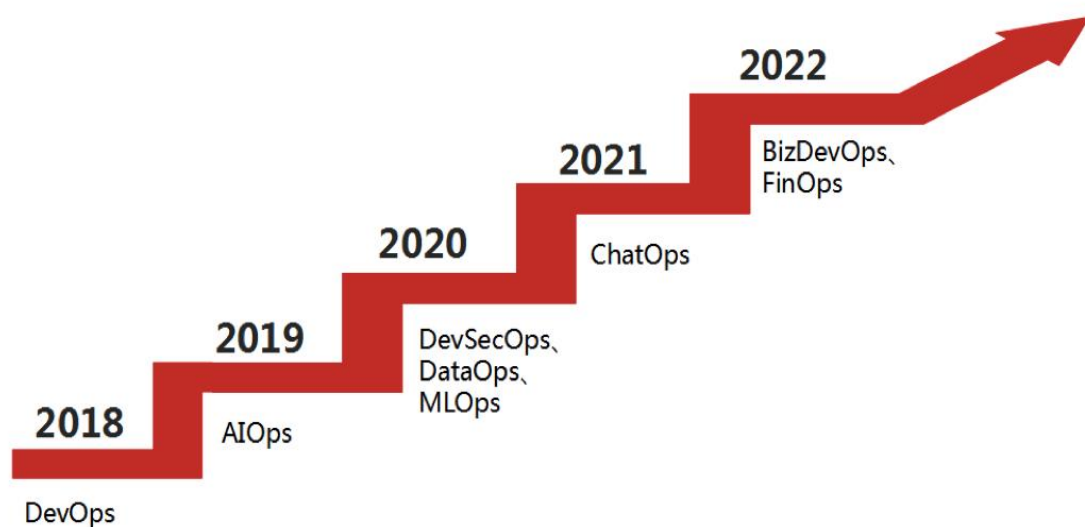 2022
BizDevOps、
FinOps
2021
ChatOps
2020
DevSecOps、
DataOps、
MLOps
2019
AIOps
2018
DevOps